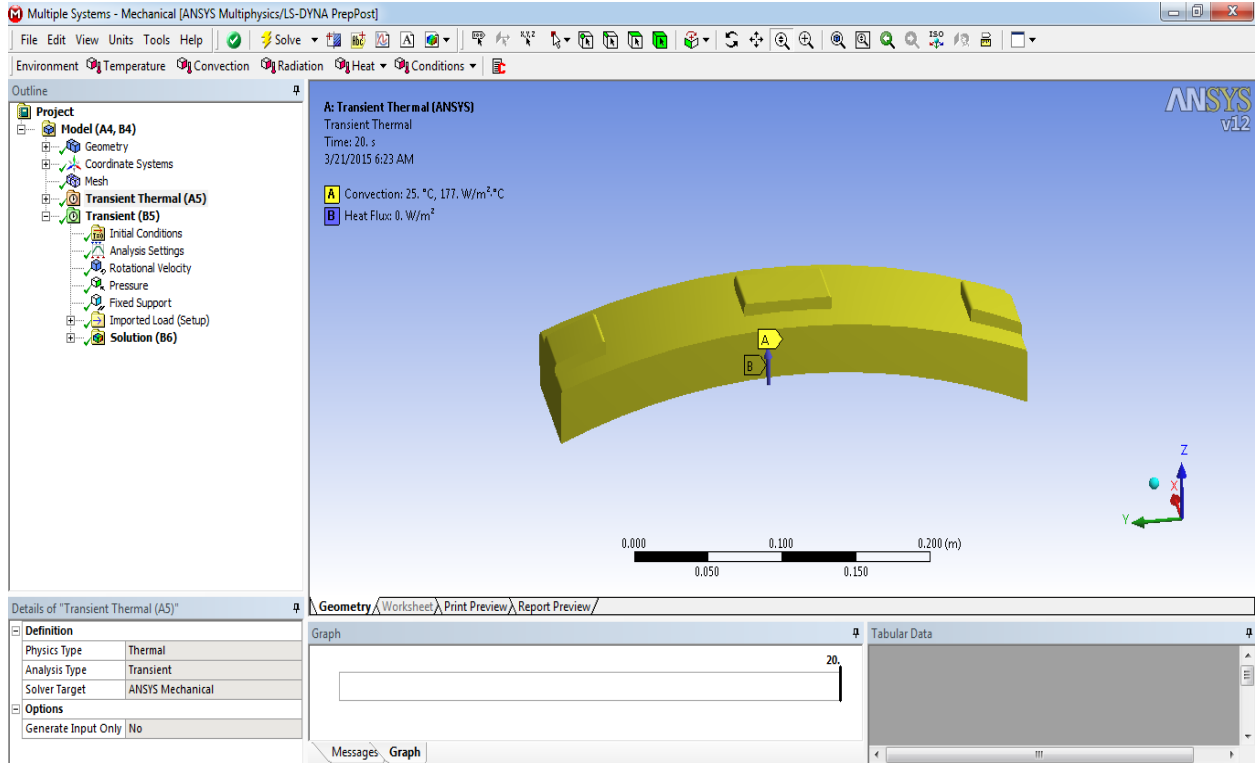 Multiple Systems - Mechanical [ANSYS Multiphysics/LS-DYNA PrepPost]
File Edit View Units Tools Help Solve
Environment Temperature Convection Radiation Heat Conditions
Outline
Project
Model (A4, B4)
Geometry
Coordinate Systems
Mesh
Transient Thermal (A5)
Transient (B5)
Initial Conditions
Analysis Settings
Rotational Velocity
Pressure
Fixed Support
Imported Load (Setup)
Solution (B6)
A: Transient Thermal (ANSYS)
Transient Thermal
Time: 20. s
3/21/2015 6:23 AM
A Convection: 25. °C, 177. W/m²·°C
B Heat Flux: 0. W/m²
ANSYS
v12
A
B
Z
X
Y
0.000 0.100 0.200 (m)
0.050 0.150
Geometry Worksheet Print Preview Report Preview
Details of "Transient Thermal (A5)"
Definition
Physics Type Thermal
Analysis Type Transient
Solver Target ANSYS Mechanical
Options
Generate Input Only No
Graph
20.
Messages Graph
Tabular Data